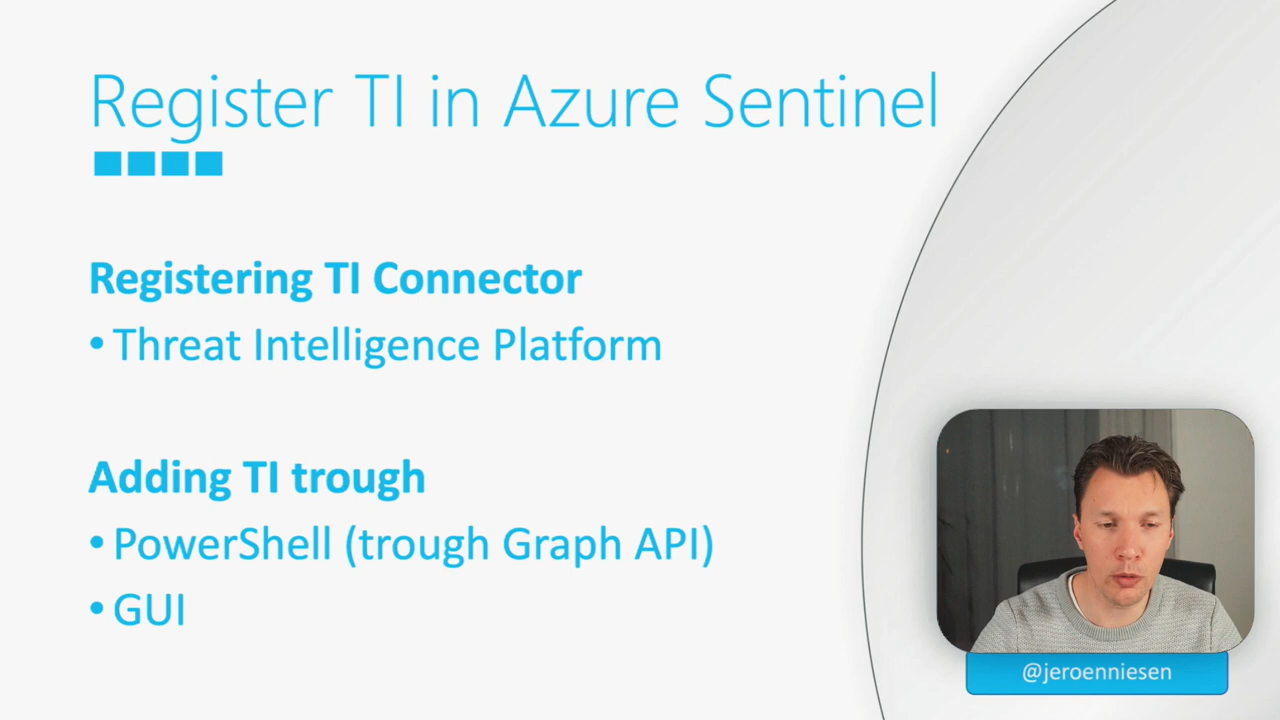 Register TI in Azure Sentinel
Registering TI Connector
• Threat Intelligence Platform
Adding TI trough
• PowerShell (trough Graph API)
• GUI
@jeroenniesen